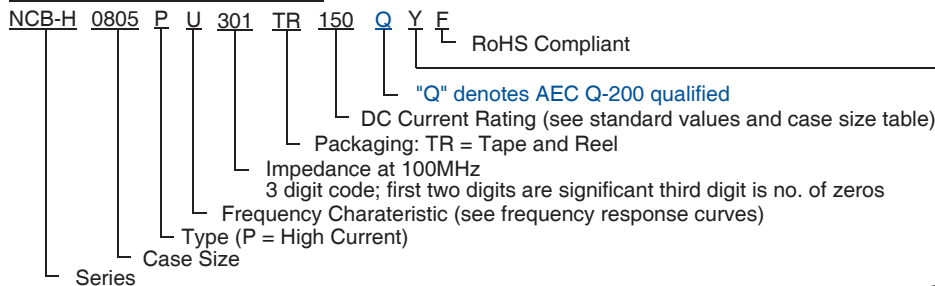 NCB-H 0805 P U 301 TR 150 Q Y F
RoHS Compliant
"Q" denotes AEC Q-200 qualified
DC Current Rating (see standard values and case size table)
Packaging: TR = Tape and Reel
Impedance at 100MHz
3 digit code; first two digits are significant third digit is no. of zeros
Frequency Charateristic (see frequency response curves)
Type (P = High Current)
Case Size
Series